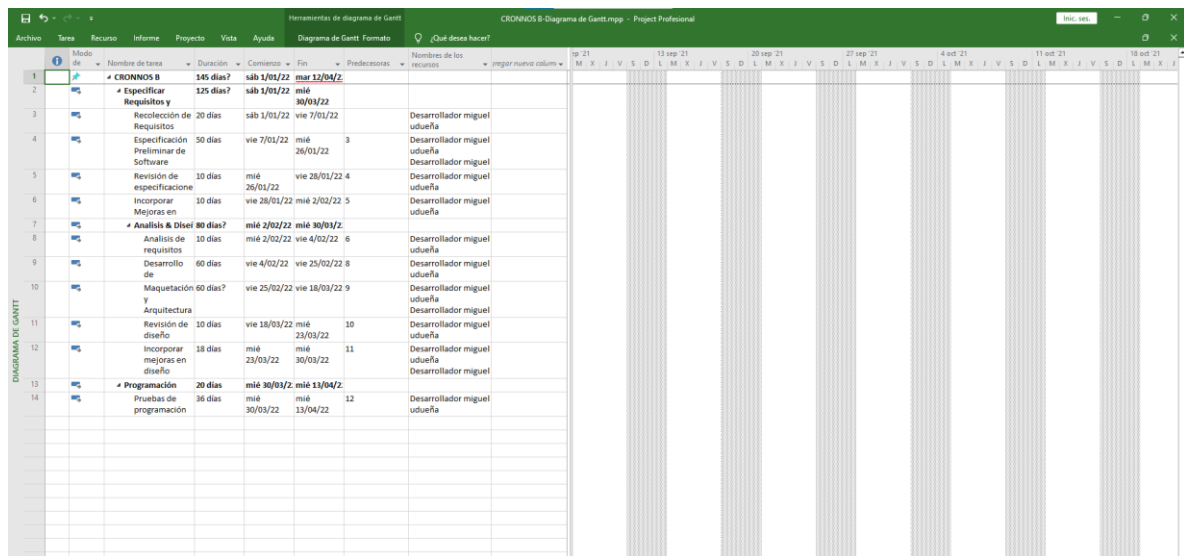 Herramientas de diagrama de Gantt
CRONNOS B-Diagrama de Gantt.mpp - Project Profesional
Inic. ses.
Archivo Tarea Recurso Informe Proyecto Vista Ayuda Diagrama de Gantt Formato ¿Qué desea hacer?
Modo de
Nombre de tarea Duración Comienzo Fin Predecesoras
Nombres de los recursos
regar nueva colum
ep '21 13 sep '21 20 sep '21 27 sep '21 4 oct '21 11 oct '21 18 oct '21
M X J V S D L M X J V S D L M X J V S D L M X J V S D L M X J V S D L M X J V S D L M X J
1 CRONNOS B 145 días? sáb 1/01/22 mar 12/04/2
2 Especificar 125 días? sáb 1/01/22 mié
Requisitos y 30/03/22
3 Recolección de 20 días sáb 1/01/22 vie 7/01/22 Desarrollador miguel
Requisitos udueña
4 Especificación 50 días vie 7/01/22 mié 3 Desarrollador miguel
Preliminar de 26/01/22 udueña
Software Desarrollador miguel
5 Revisión de 10 días mié vie 28/01/22 4 Desarrollador miguel
especificacione 26/01/22 udueña
6 Incorporar 10 días vie 28/01/22 mié 2/02/22 5 Desarrollador miguel
Mejoras en udueña
7 Analisis & Diseí 80 días? mié 2/02/22 mié 30/03/2
8 Analisis de 10 días mié 2/02/22 vie 4/02/22 6 Desarrollador miguel
requisitos udueña
9 Desarrollo 60 días vie 4/02/22 vie 25/02/22 8 Desarrollador miguel
de udueña
10 Maquetación 60 días? vie 25/02/22 vie 18/03/22 9 Desarrollador miguel
y udueña
Arquitectura Desarrollador miguel
11 Revisión de 10 días vie 18/03/22 mié 10 Desarrollador miguel
diseño 23/03/22 udueña
12 Incorporar 18 días mié mié 11 Desarrollador miguel
mejoras en 23/03/22 30/03/22 udueña
diseño Desarrollador miguel
13 Programación 20 días mié 30/03/2 mié 13/04/2
14 Pruebas de 36 días mié mié 12 Desarrollador miguel
programación 30/03/22 13/04/22 udueña
DIAGRAMA DE GANTT